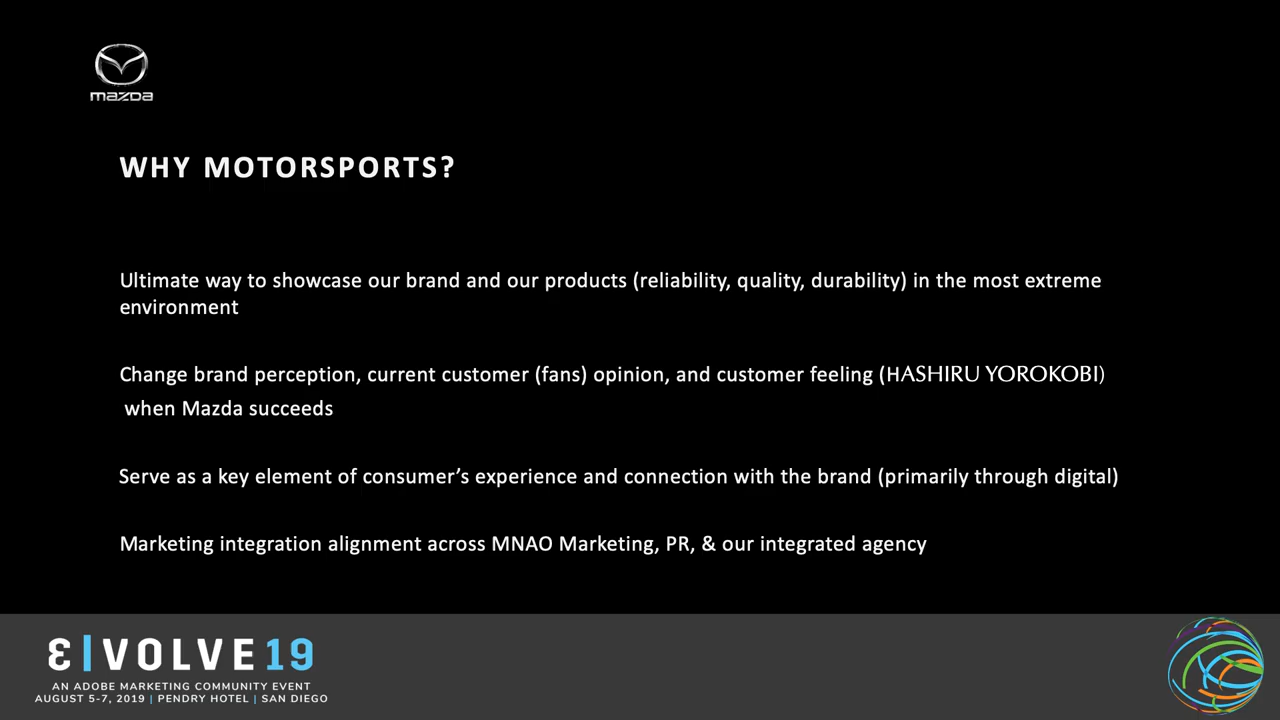 mazda
WHY MOTORSPORTS?
Ultimate way to showcase our brand and our products (reliability, quality, durability) in the most extreme
environment
Change brand perception, current customer (fans) opinion, and customer feeling (HASHIRU YOROKOBI)
when Mazda succeeds
Serve as a key element of consumer’s experience and connection with the brand (primarily through digital)
Marketing integration alignment across MNAO Marketing, PR, & our integrated agency
Ɛ|VOLVE19
AN ADOBE MARKETING COMMUNITY EVENT
AUGUST 5-7, 2019 | PENDRY HOTEL | SAN DIEGO